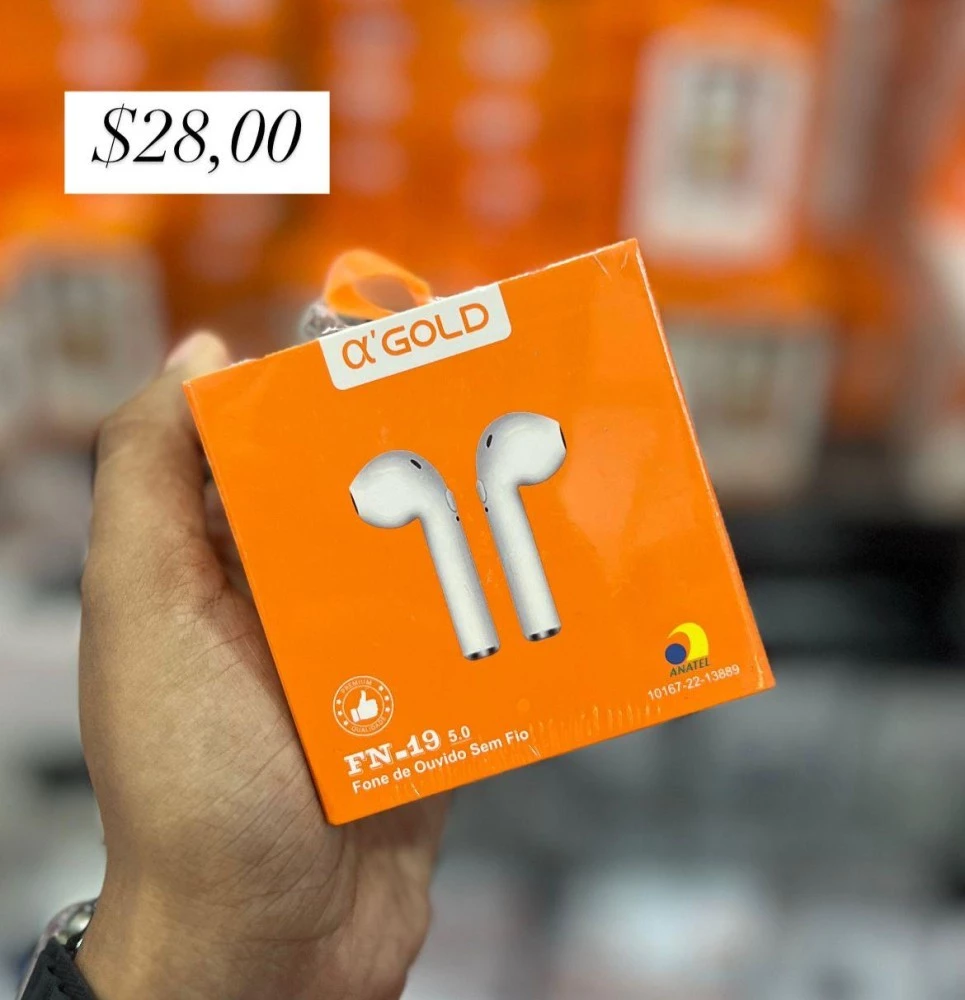 $28,00
α'GOLD
PREMIUM
QUALIDADE
ANATEL
10167-22-13889
FN-19 5.0
Fone de Ouvido Sem Fio